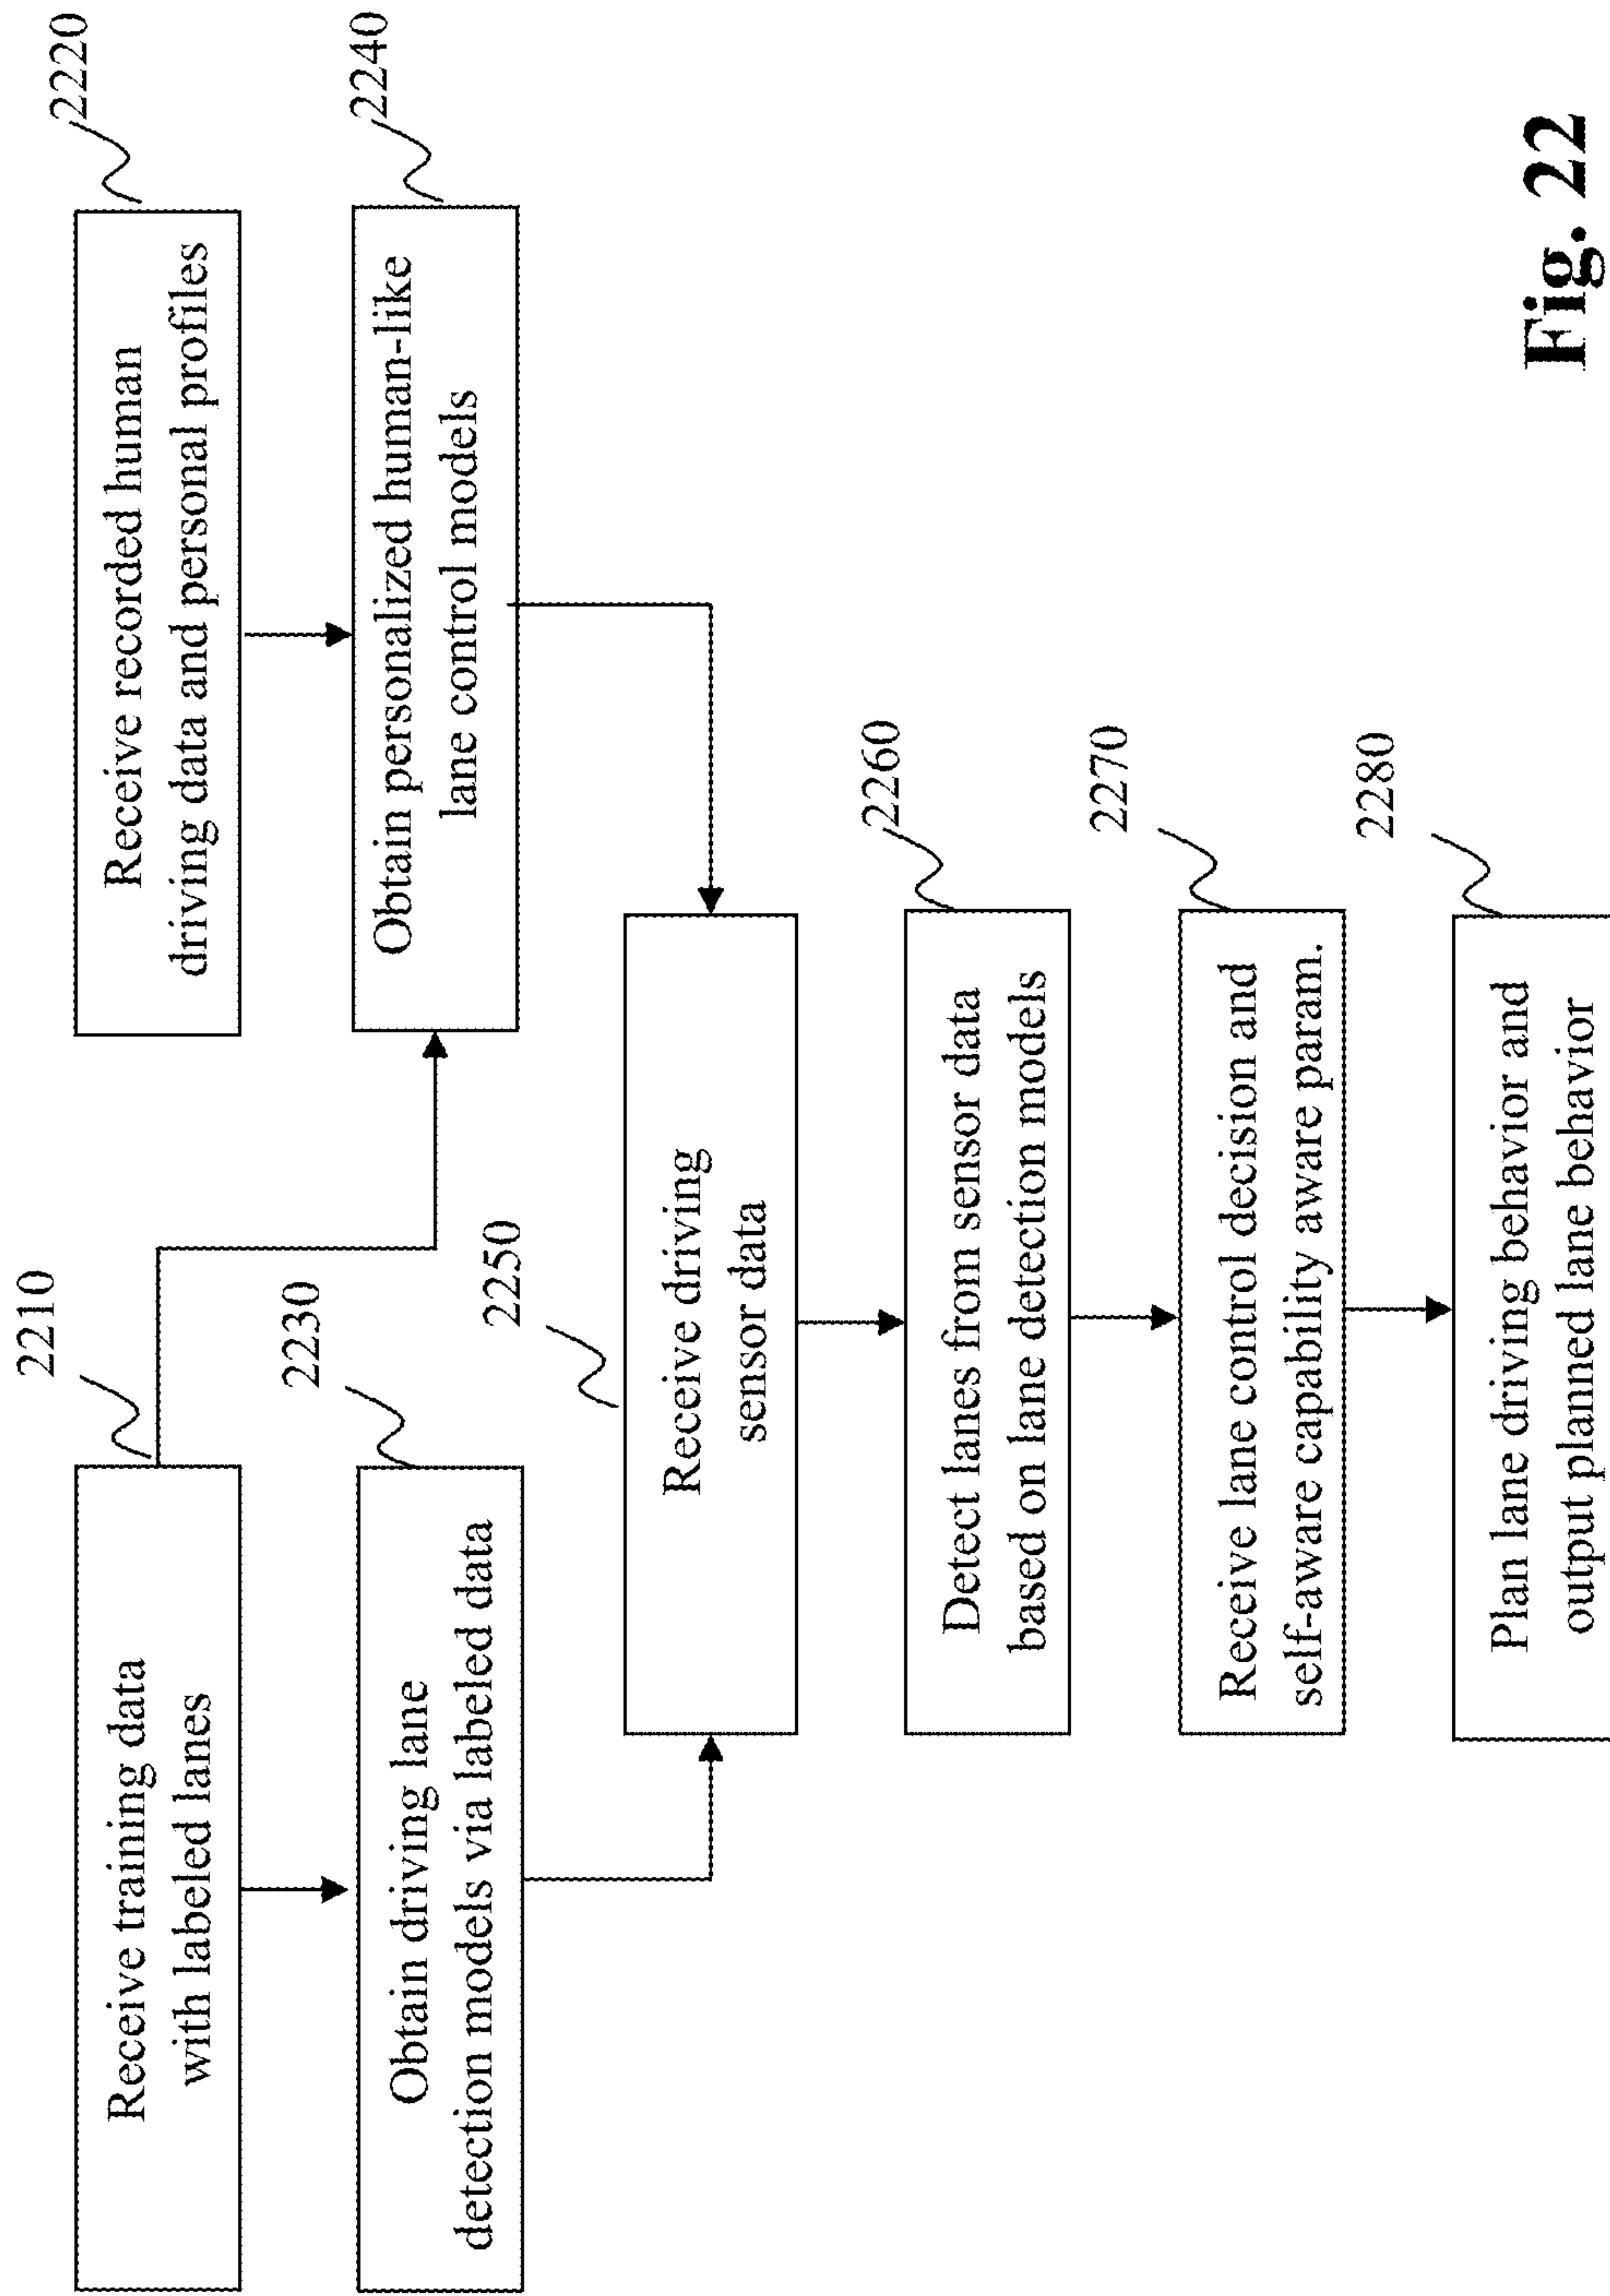 2210
Receive training data
with labeled lanes
2220
Receive recorded human
driving data and personal profiles
2230
Obtain driving lane
detection models via labeled data
2240
Obtain personalized human-like
lane control models
2250
Receive driving
sensor data
2260
Detect lanes from sensor data
based on lane detection models
2270
Receive lane control decision and
self-aware capability aware param.
2280
Plan lane driving behavior and
output planned lane behavior
Fig. 22